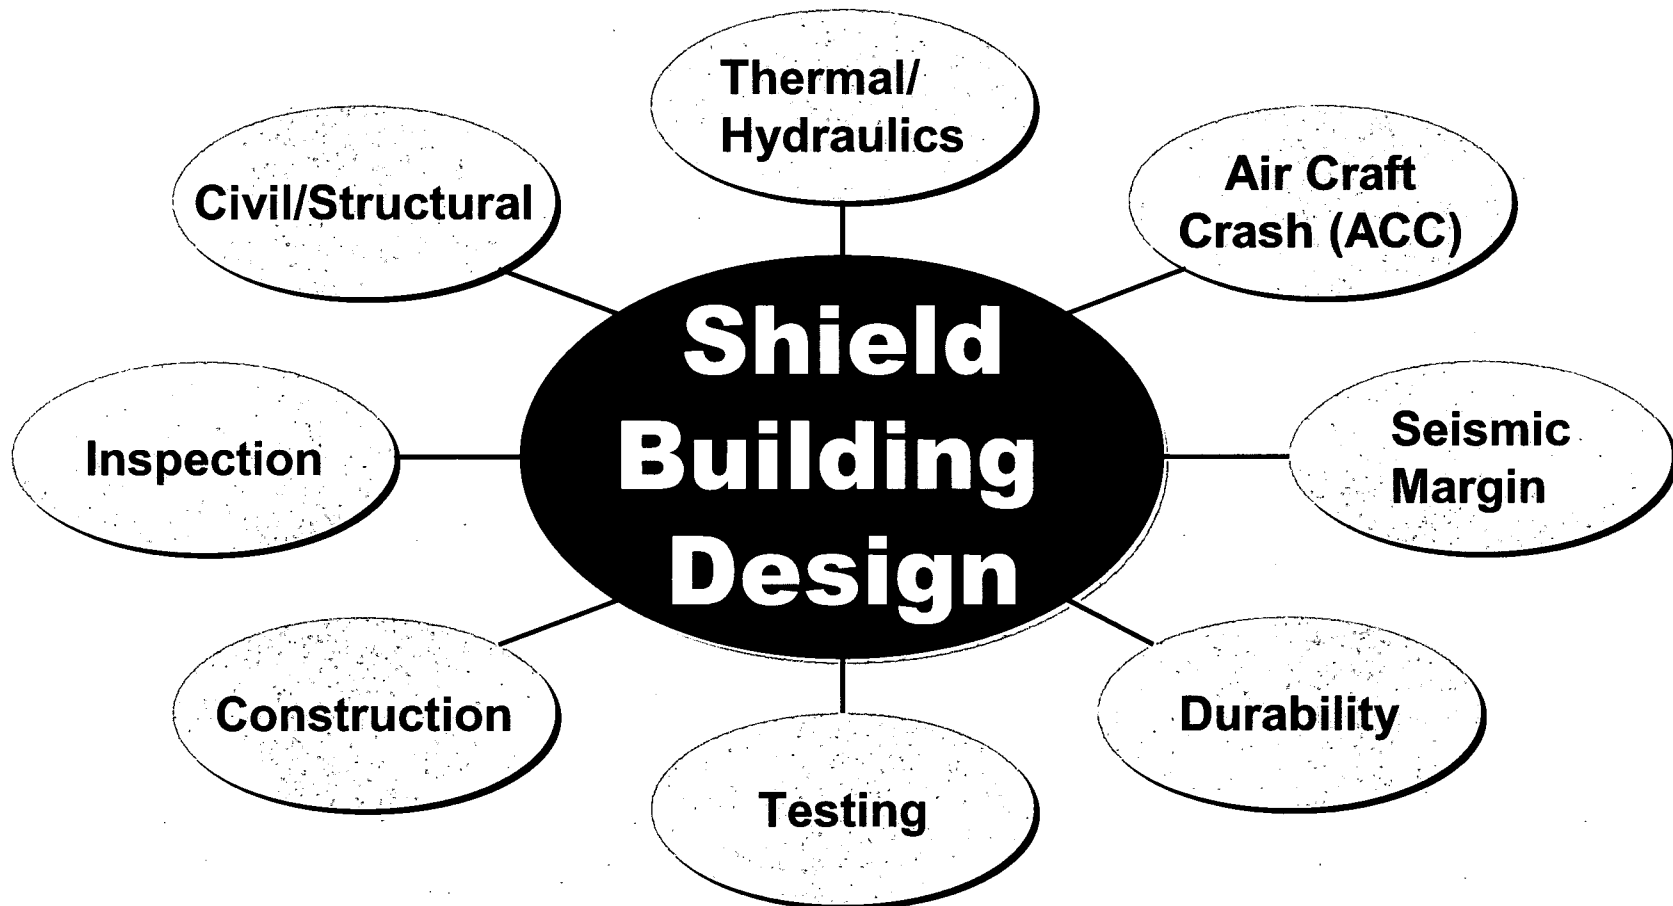 Thermal/
Hydraulics
Air Craft
Crash (ACC)
Civil/Structural
Shield
Building
Design
Seismic
Margin
Inspection
Durability
Construction
Testing